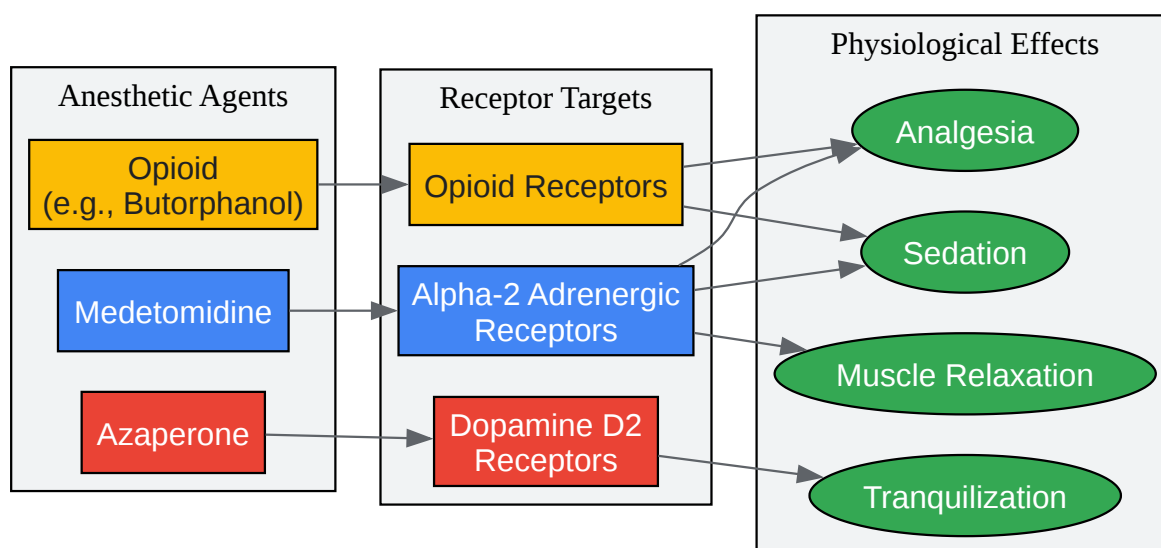 Anesthetic Agents
Opioid
(e.g., Butorphanol)
Medetomidine
Azaperone
Receptor Targets
Opioid Receptors
Alpha-2 Adrenergic
Receptors
Dopamine D2
Receptors
Physiological Effects
Analgesia
Sedation
Muscle Relaxation
Tranquilization